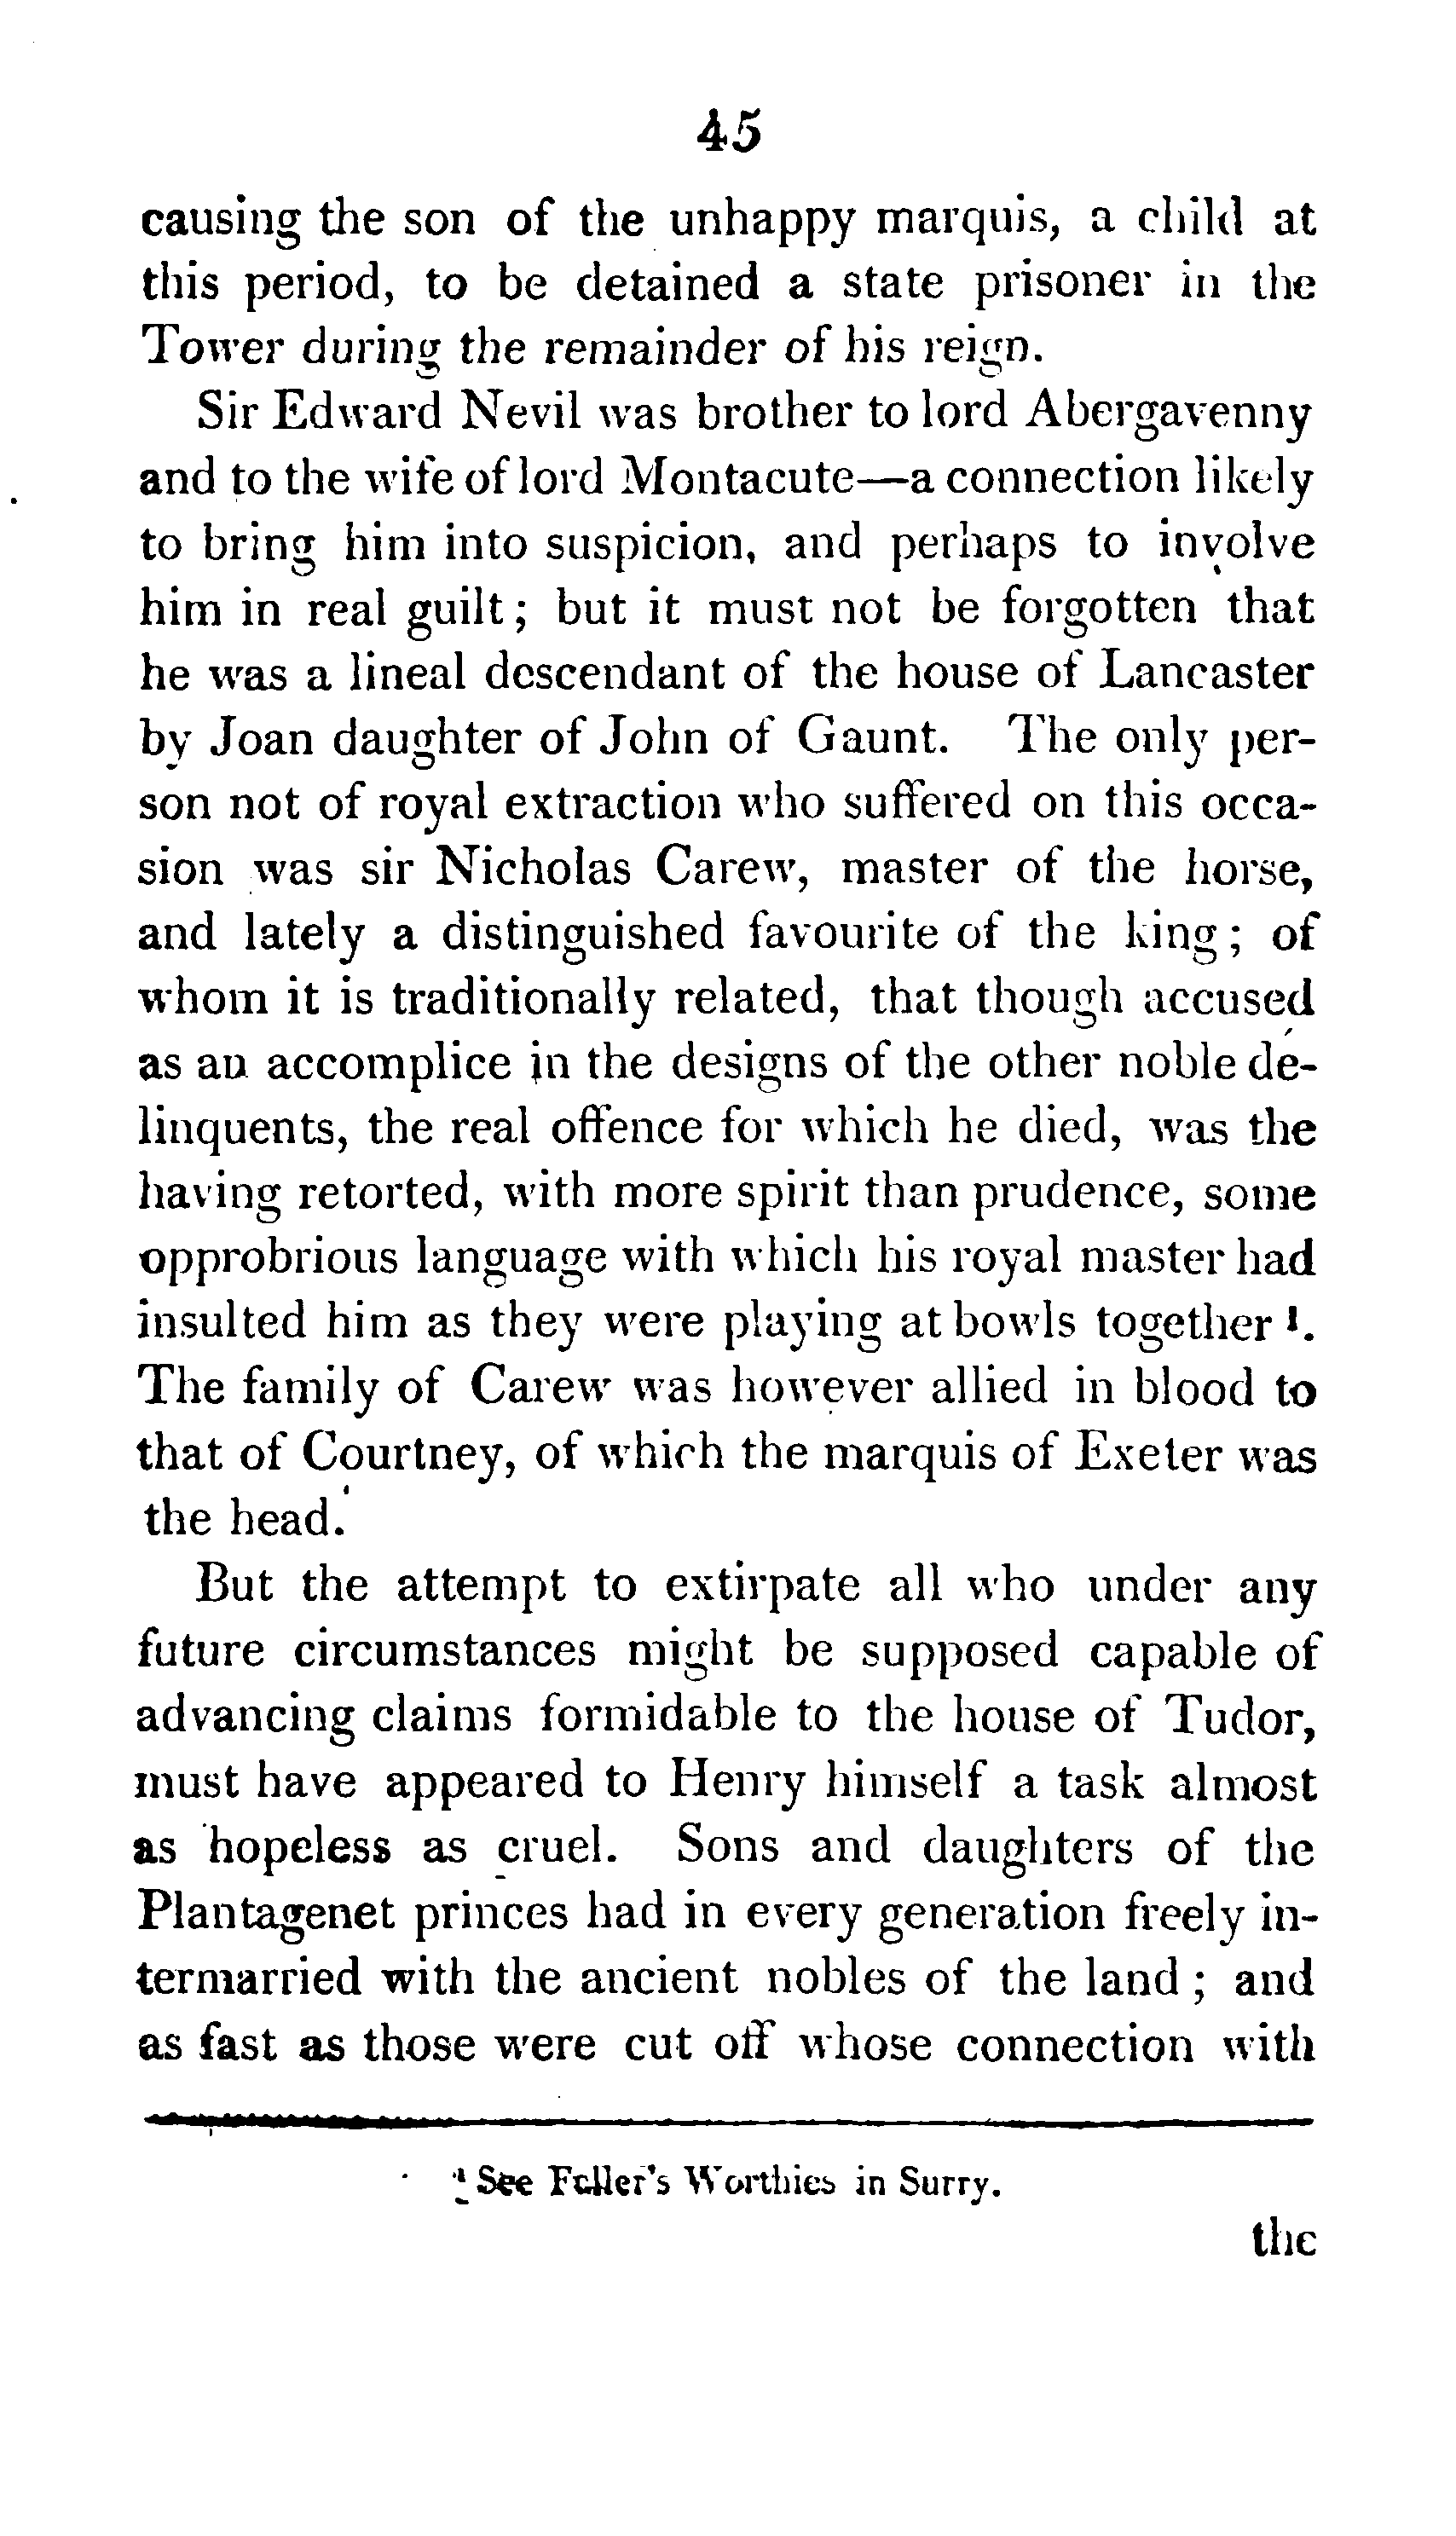 45
causing the son of the unhappy marquis, a child at
this period, to be detained a state prisoner in the
Tower during the remainder of his reign.
Sir Edward Nevil was brother to lord Abergavenny
and to the wife of lord Montacute—a connection likely
to bring him into suspicion, and perhaps to involve
him in real guilt; but it must not be forgotten that
he was a lineal descendant of the house of Lancaster
by Joan daughter of John of Gaunt. The only per-
son not of royal extraction who suffered on this occa-
sion was sir Nicholas Carew, master of the horse,
and lately a distinguished favourite of the king; of
whom it is traditionally related, that though accused
as an accomplice in the designs of the other noble de-
linquents, the real offence for which he died, was the
having retorted, with more spirit than prudence, some
opprobrious language with which his royal master had
insulted him as they were playing at bowls together ¹.
The family of Carew was however allied in blood to
that of Courtney, of which the marquis of Exeter was
the head.
But the attempt to extirpate all who under any
future circumstances might be supposed capable of
advancing claims formidable to the house of Tudor,
must have appeared to Henry himself a task almost
as hopeless as cruel. Sons and daughters of the
Plantagenet princes had in every generation freely in-
termarried with the ancient nobles of the land; and
as fast as those were cut off whose connection with
¹ See Fuller's Worthies in Surry.
the